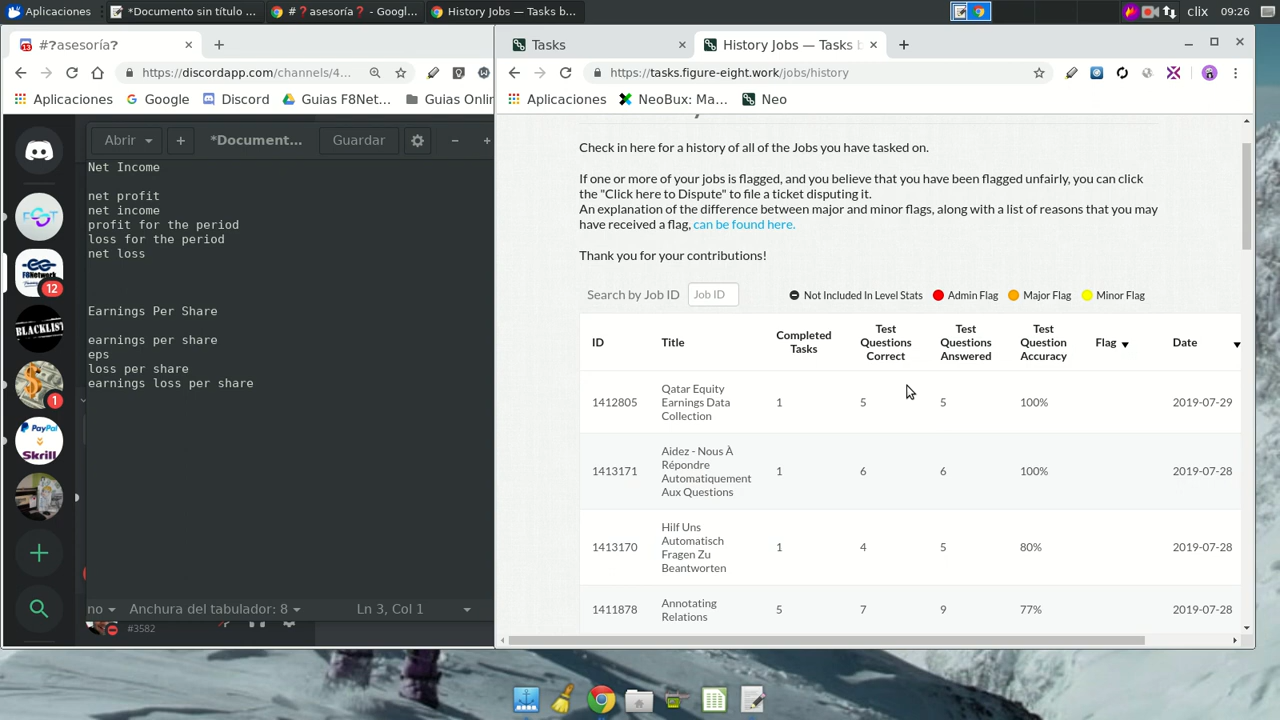 Aplicaciones
*Documento sin título ...
#❓asesoría❓ - Googl...
History Jobs — Tasks b...
clix
09:26
#❓asesoría❓
https://discordapp.com/channels/4...
Aplicaciones
Google
Discord
Guias F8Net...
Guias Onlin
Abrir
*Document...
Guardar
Net Income
net profit
net income
profit for the period
loss for the period
net loss
Earnings Per Share
earnings per share
eps
loss per share
earnings loss per share
F8Network
12
BLACKLIST
1
PayPal
Skrill
no
Anchura del tabulador: 8
Ln 3, Col 1
#3582
Tasks
History Jobs — Tasks b
https://tasks.figure-eight.work/jobs/history
Aplicaciones
NeoBux: Ma...
Neo
Check in here for a history of all of the Jobs you have tasked on.
If one or more of your jobs is flagged, and you believe that you have been flagged unfairly, you can click
the "Click here to Dispute" to file a ticket disputing it.
An explanation of the difference between major and minor flags, along with a list of reasons that you may
have received a flag, can be found here.
Thank you for your contributions!
Search by Job ID
Job ID
Not Included In Level Stats
Admin Flag
Major Flag
Minor Flag
ID
Title
Completed
Tasks
Test
Questions
Correct
Test
Questions
Answered
Test
Question
Accuracy
Flag
Date
1412805
Qatar Equity
Earnings Data
Collection
1
5
5
100%
2019-07-29
1413171
Aidez - Nous À
Répondre
Automatiquement
Aux Questions
1
6
6
100%
2019-07-28
1413170
Hilf Uns
Automatisch
Fragen Zu
Beantworten
1
4
5
80%
2019-07-28
1411878
Annotating
Relations
5
7
9
77%
2019-07-28